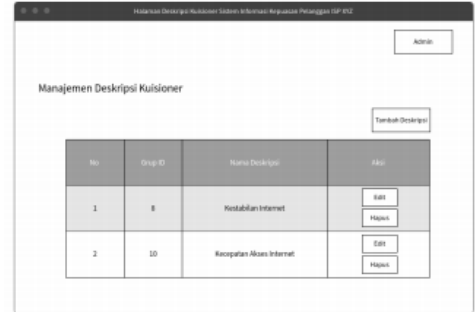 Halaman Deskripsi Kuisioner Sistem Informasi Kepuasan Pelanggan ISP 012
Admin
Manajemen Deskripsi Kuisioner
Tambah Deskripsi
No Grup ID Nama Deskripsi Aksi
1 8 Kestabilan Internet Edit
Hapus
2 10 Kecepatan Akses Internet Edit
Hapus